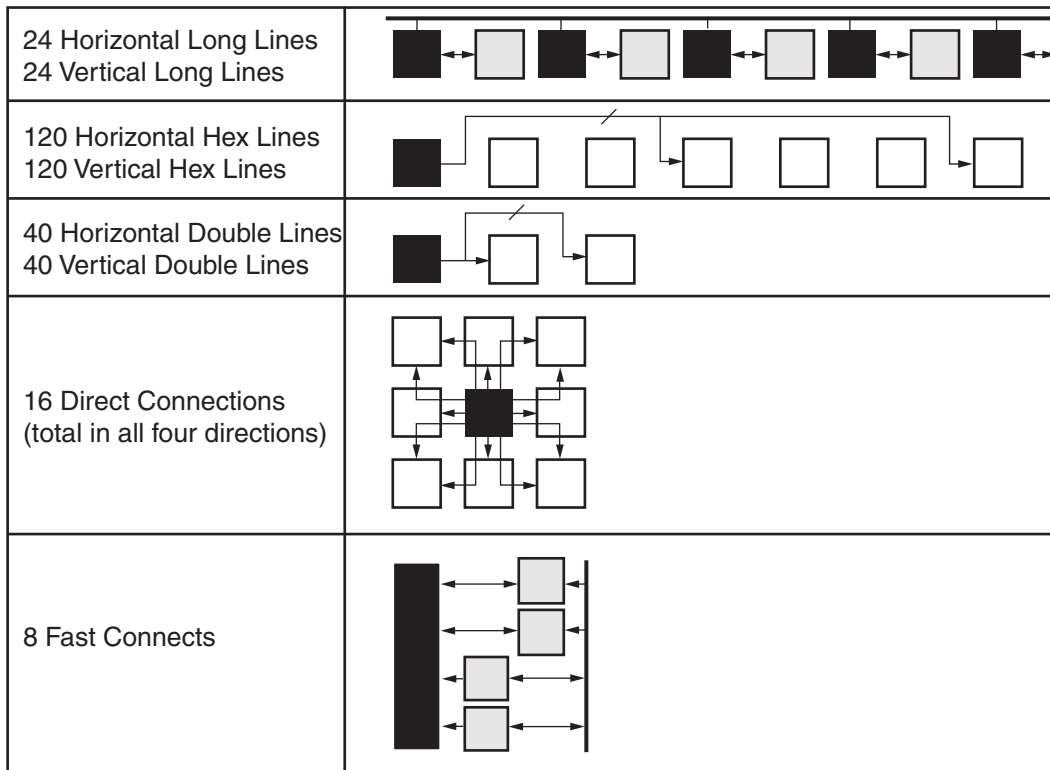 24 Horizontal Long Lines
24 Vertical Long Lines
120 Horizontal Hex Lines
120 Vertical Hex Lines
40 Horizontal Double Lines
40 Vertical Double Lines
16 Direct Connections
(total in all four directions)
8 Fast Connects